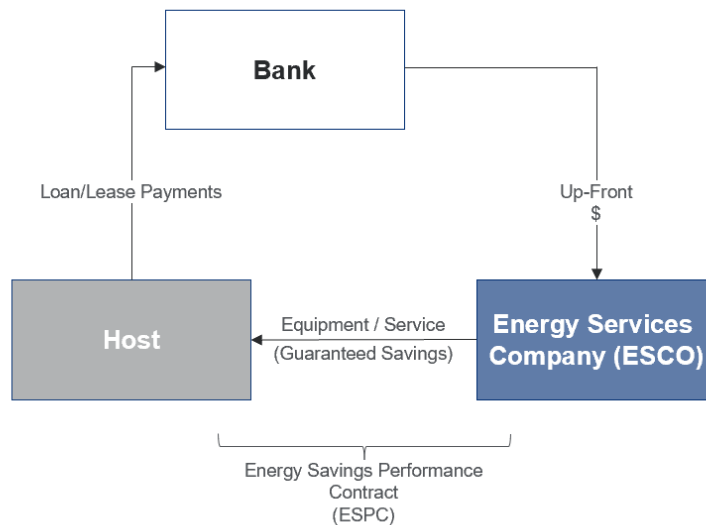 Bank
Loan/Lease Payments
Up-Front
$
Host
Equipment / Service
(Guaranteed Savings)
Energy Services
Company (ESCO)
Energy Savings Performance
Contract
(ESPC)